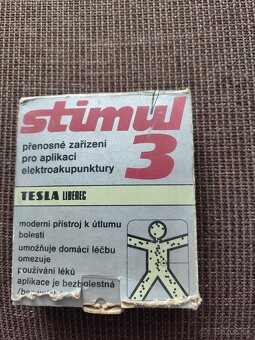 stimul
3
přenosné zařízení
pro aplikaci
elektroakupunktury
TESLA LIBEREC
moderní přístroj k útlumu
bolesti
umožňuje domácí léčbu
omezuje
používání léků
aplikace je bezbolestná